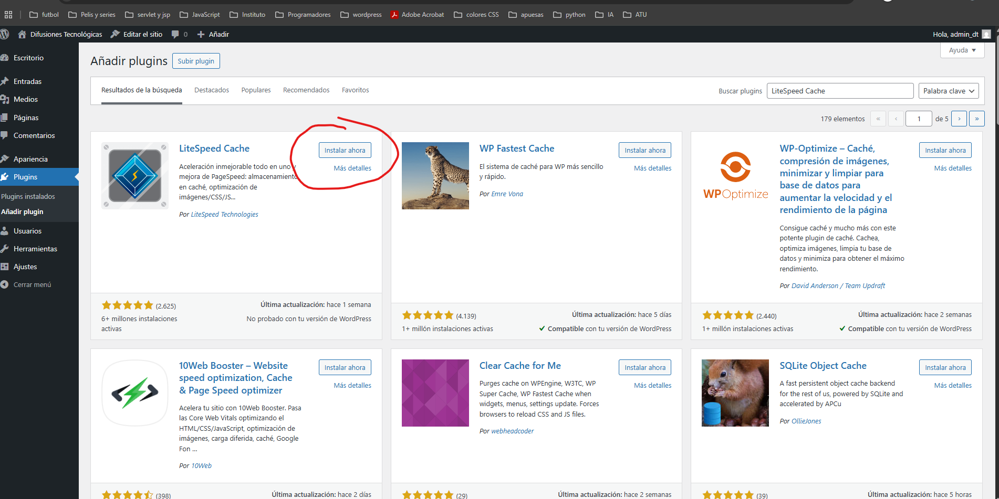 futbol
Pelis y series
servlet y jsp
JavaScript
Instituto
Programadores
wordpress
Adobe Acrobat
colores CSS
apuesas
python
IA
ATU
Difusiones Tecnológicas
Editar el sitio
0
Añadir
Hola, admin_dt
Escritorio
Entradas
Medios
Páginas
Comentarios
Apariencia
Plugins
Plugins instalados
Añadir plugin
Usuarios
Herramientas
Ajustes
Cerrar menú
Ayuda
Añadir plugins
Subir plugin
Resultados de la búsqueda
Destacados
Populares
Recomendados
Favoritos
Buscar plugins
LiteSpeed Cache
Palabra clave
179 elementos
«
‹
1
de 5
›
»
LiteSpeed Cache
Instalar ahora
Más detalles
Aceleración inmejorable todo en uno y
mejora de PageSpeed: almacenamiento
en caché, optimización de
imágenes/CSS/JS...
Por LiteSpeed Technologies
(2.625)
6+ millones instalaciones
activas
Última actualización: hace 1 semana
No probado con tu versión de WordPress
WP Fastest Cache
Instalar ahora
Más detalles
El sistema de caché para WP más sencillo
y rápido.
Por Emre Vona
(4.139)
1+ millón instalaciones activas
Última actualización: hace 5 días
Compatible con tu versión de WordPress
WPOptimize
WP-Optimize – Caché,
compresión de imágenes,
minimizar y limpiar para
base de datos para
aumentar la velocidad y el
rendimiento de la página
Instalar ahora
Más detalles
Consigue caché y mucho más con este
potente plugin de caché. Cachea,
optimiza imágenes, limpia tu base de
datos y minimiza para obtener el máximo
rendimiento.
Por David Anderson / Team Updraft
(2.440)
1+ millón instalaciones activas
Última actualización: hace 2 semanas
Compatible con tu versión de WordPress
10Web Booster – Website
speed optimization, Cache
& Page Speed optimizer
Instalar ahora
Más detalles
Acelera tu sitio con 10Web Booster. Pasa
las Core Web Vitals optimizando el
HTML/CSS/JavaScript, optimización de
imágenes, carga diferida, caché, Google
Fon ...
Por 10Web
(398)
Última actualización: hace 2 días
Clear Cache for Me
Instalar ahora
Más detalles
Purges cache on WPEngine, W3TC, WP
Super Cache, WP Fastest Cache when
widgets, menus, settings update. Forces
browsers to reload CSS and JS files.
Por webheadcoder
(29)
Última actualización: hace 2 semanas
SQLite Object Cache
Instalar ahora
Más detalles
A fast persistent object cache backend
for the rest of us, powered by SQLite and
accelerated by APCu
Por OllieJones
(39)
Última actualización: hace 5 horas